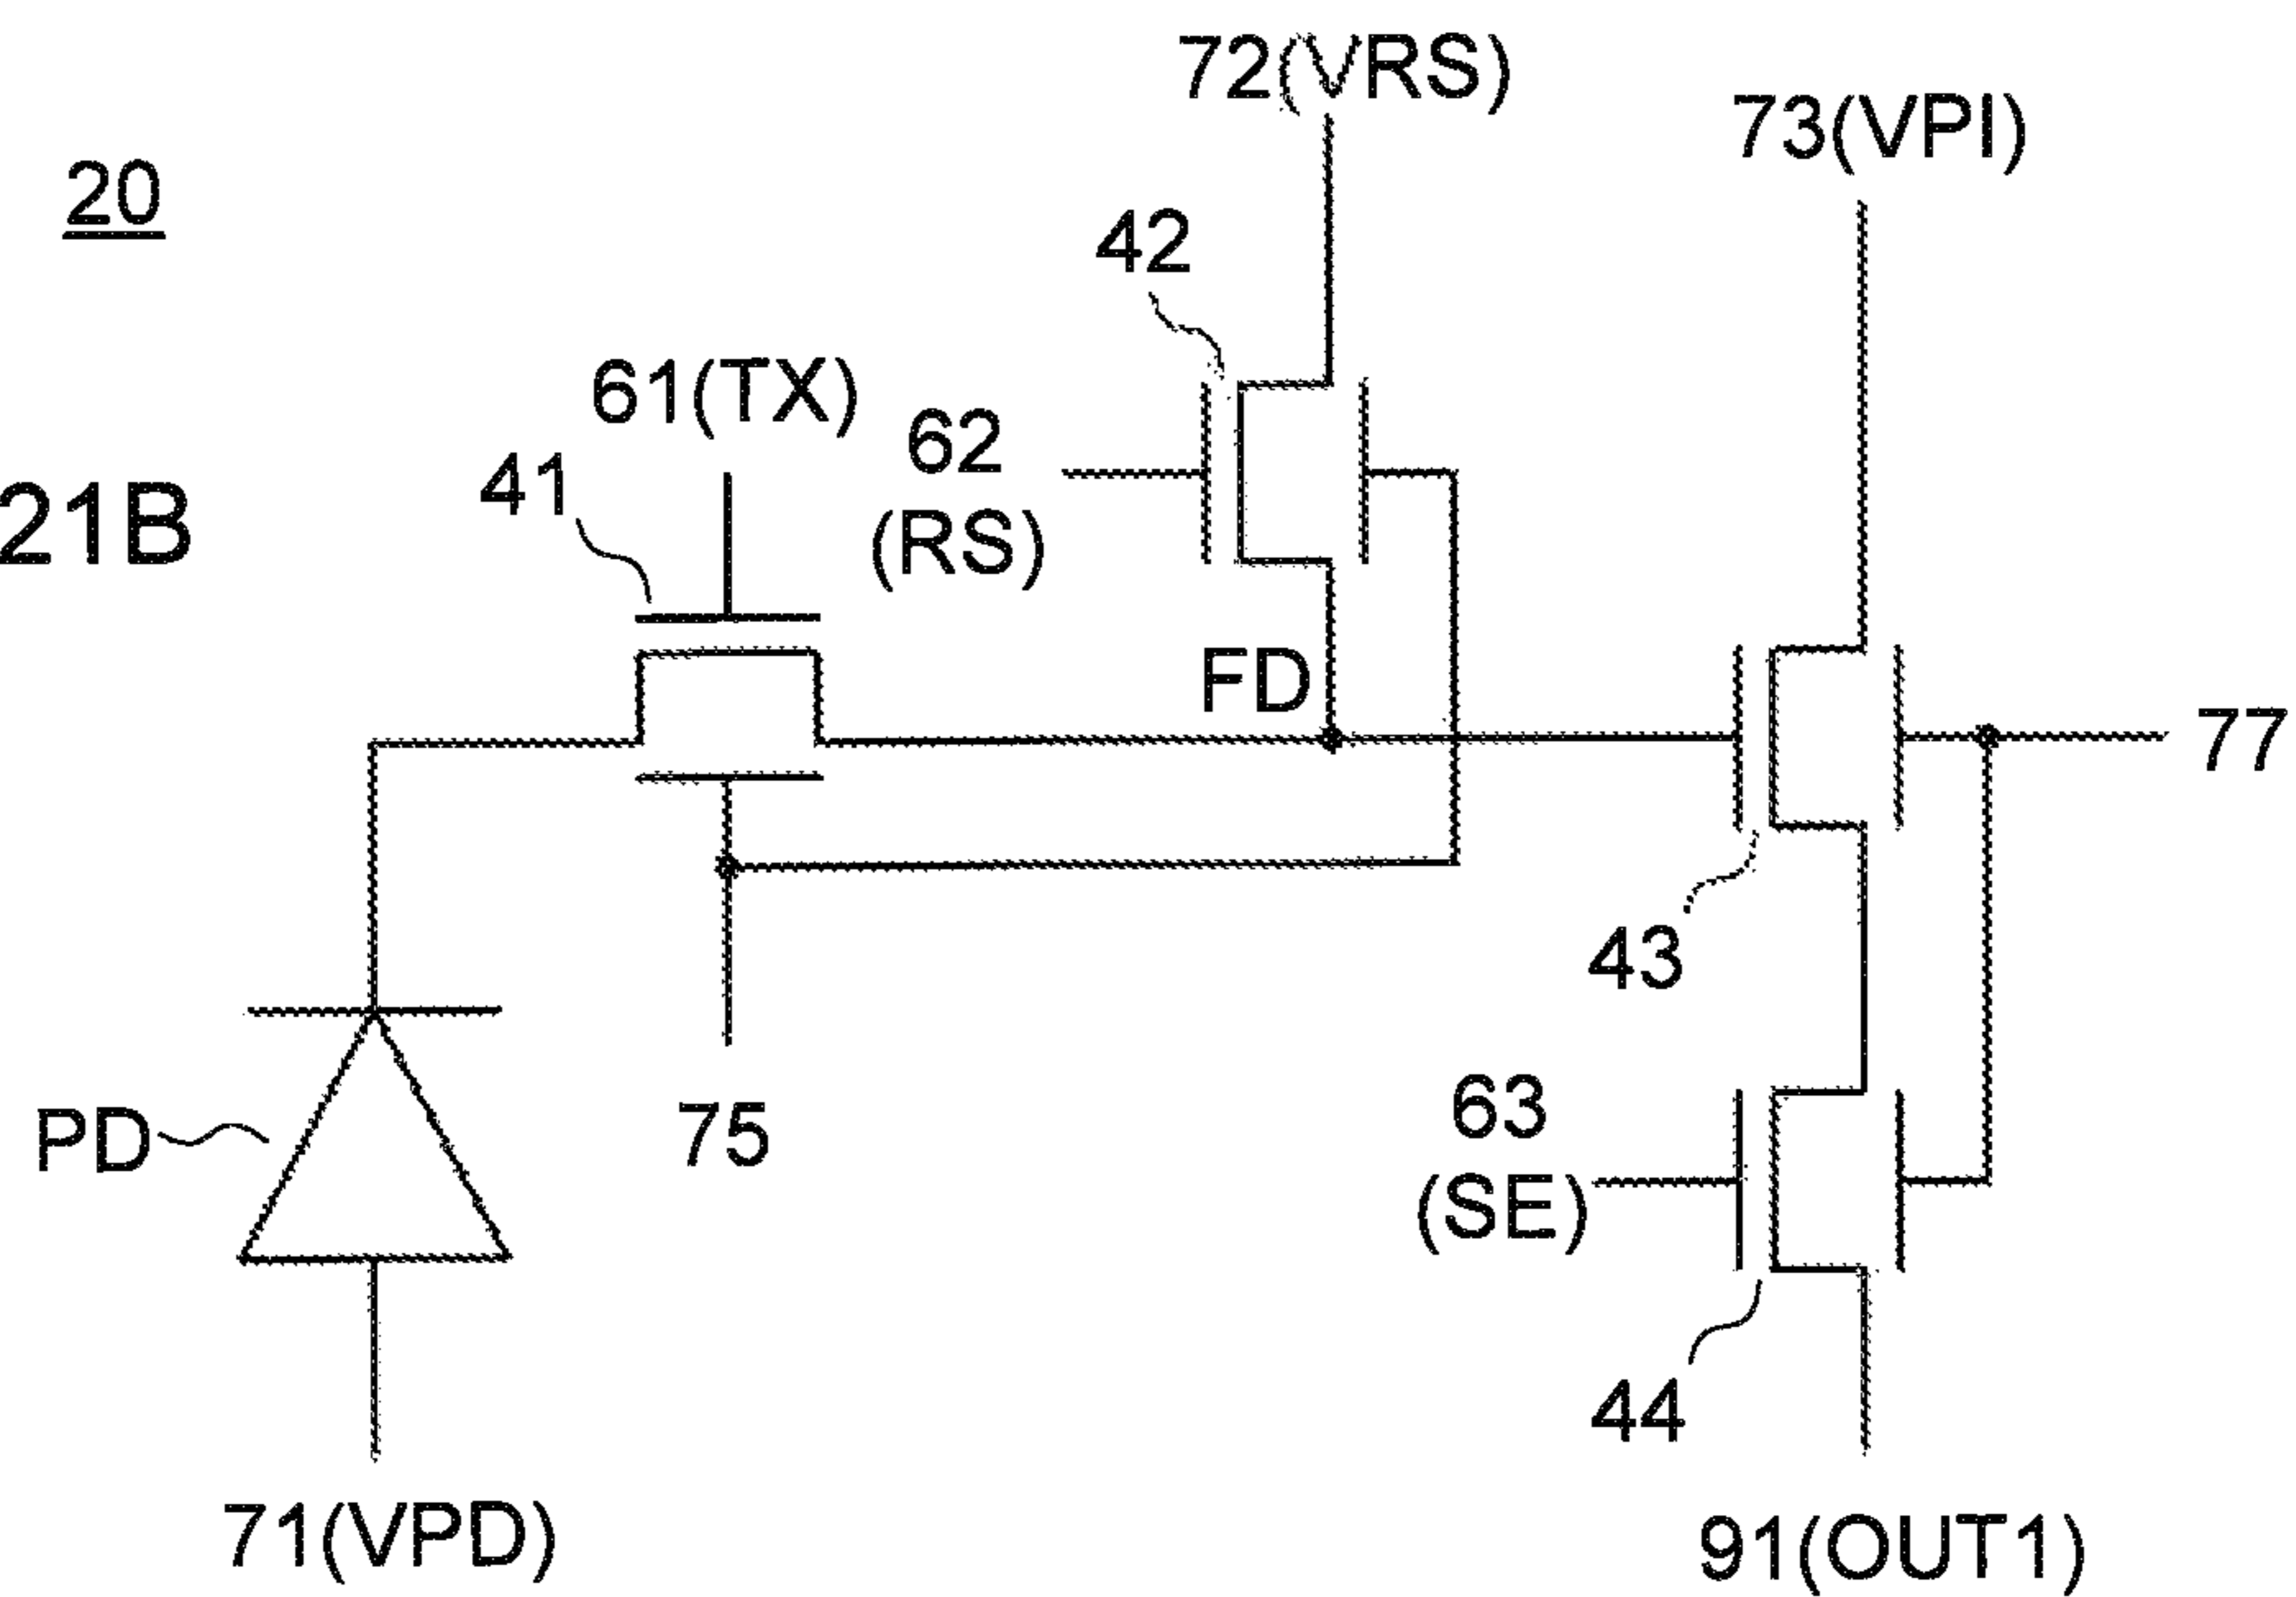 72(VRS)
73(VPI)
20
42
61(TX)
62
(RS)
41
21B
FD
77
43
63
(SE)
PD
75
44
71(VPD)
91(OUT1)